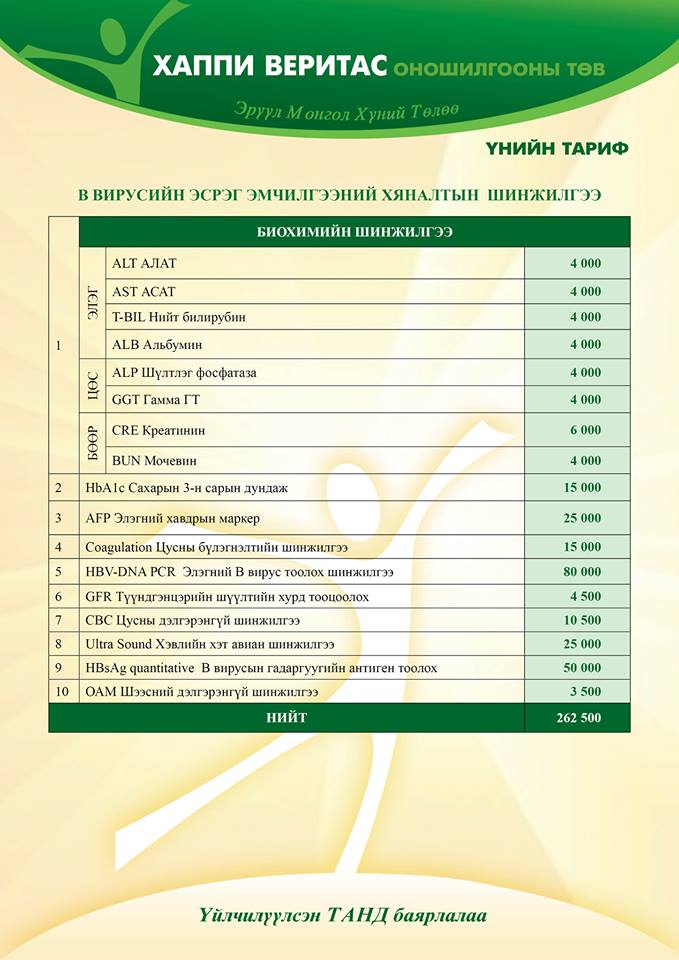 ХАППИ ВЕРИТАС ОНОШИЛГООНЫ ТӨВ
Эрүүл Монгол Хүний Төлөө
ҮНИЙН ТАРИФ
В ВИРУСИЙН ЭСРЭГ ЭМЧИЛГЭЭНИЙ ХЯНАЛТЫН ШИНЖИЛГЭЭ
БИОХИМИЙН ШИНЖИЛГЭЭ
1
ЭЛЭГ
ALT АЛАТ 4 000
AST АСАТ 4 000
T-BIL Нийт билирубин 4 000
ALB Альбумин 4 000
ЦӨС
ALP Шүлтлэг фосфатаза 4 000
GGT Гамма ГТ 4 000
БӨӨР
CRE Креатинин 6 000
BUN Мочевин 4 000
2 HbA1c Сахарын 3-н сарын дундаж 15 000
3 AFP Элэгний хавдрын маркер 25 000
4 Coagulation Цусны бүлэгнэлтийн шинжилгээ 15 000
5 HBV-DNA PCR Элэгний В вирус тоолох шинжилгээ 80 000
6 GFR Түүндгэнцэрийн шүүлтийн хурд тооцоолох 4 500
7 CBC Цусны дэлгэрэнгүй шинжилгээ 10 500
8 Ultra Sound Хэвлийн хэт авиан шинжилгээ 25 000
9 HBsAg quantitative В вирусын гадаргуугийн антиген тоолох 50 000
10 ОАМ Шээсний дэлгэрэнгүй шинжилгээ 3 500
НИЙТ 262 500
Үйлчлүүлсэн ТАНД баярлалаа